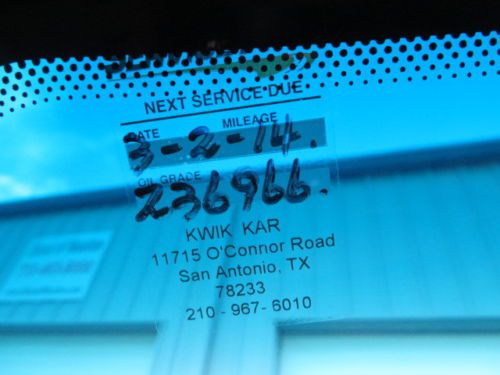 NEXT SERVICE DUE
DATE MILEAGE
3-2-14.
OIL GRADE
236966.
KWIK KAR
11715 O'Connor Road
San Antonio, TX
78233
210 - 967- 6010